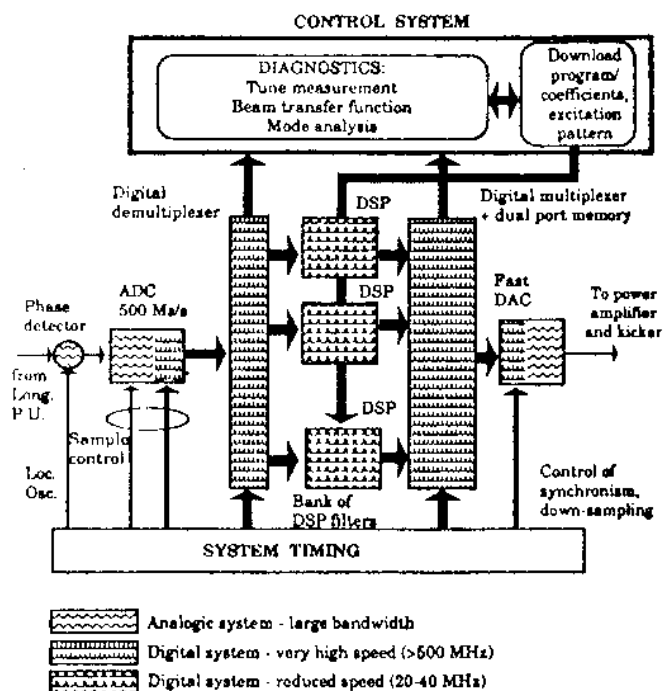 CONTROL SYSTEM
DIAGNOSTICS:
Tune measurement
Beam transfer function
Mode analysis
Download
program/
coefficients,
excitation
pattern
Digital
demultiplexer
DSP
Digital multiplexer
+ dual port memory
Phase
detector
ADC
500 Ms/s
DSP
Fast
DAC
To power
amplifier
and kicker
from
Long.
P.U.
Sample
control
DSP
Loc.
Osc.
Bank of
DSP filters
Control of
synchronism,
down-sampling
SYSTEM TIMING
Analogic system - large bandwidth
Digital system - very high speed (>500 MHz)
Digital system - reduced speed (20-40 MHz)